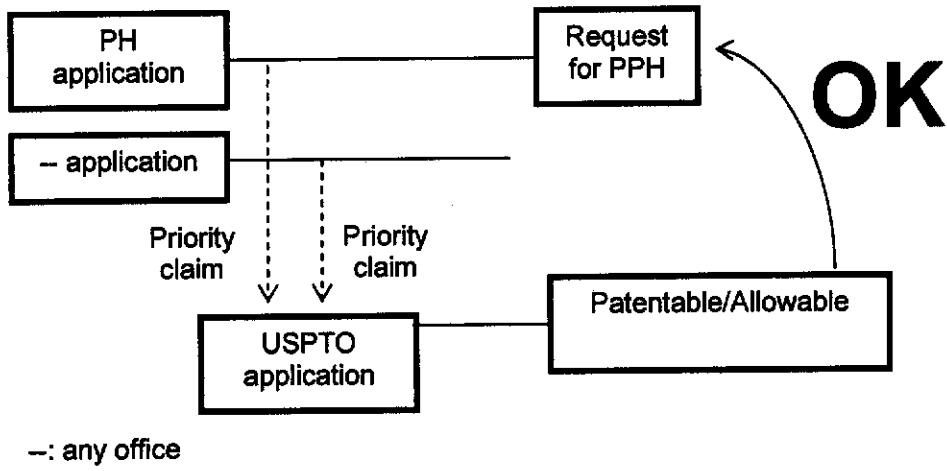 PH
application
Request
for PPH
OK
-- application
Priority
claim
Priority
claim
Patentable/Allowable
USPTO
application
--: any office